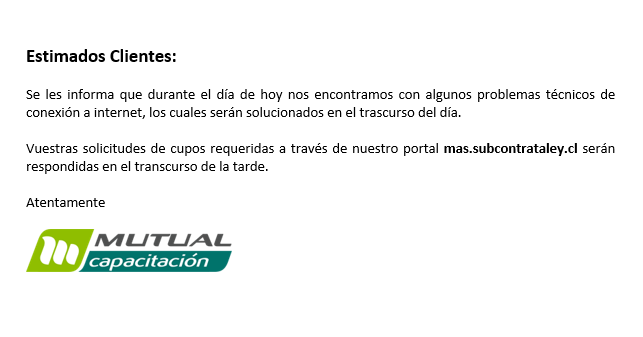 Estimados Clientes:
Se les informa que durante el día de hoy nos encontramos con algunos problemas técnicos de
conexión a internet, los cuales serán solucionados en el trascurso del día.
Vuestras solicitudes de cupos requeridas a través de nuestro portal mas.subcontrataley.cl serán
respondidas en el transcurso de la tarde.
Atentamente
MUTUAL
capacitación